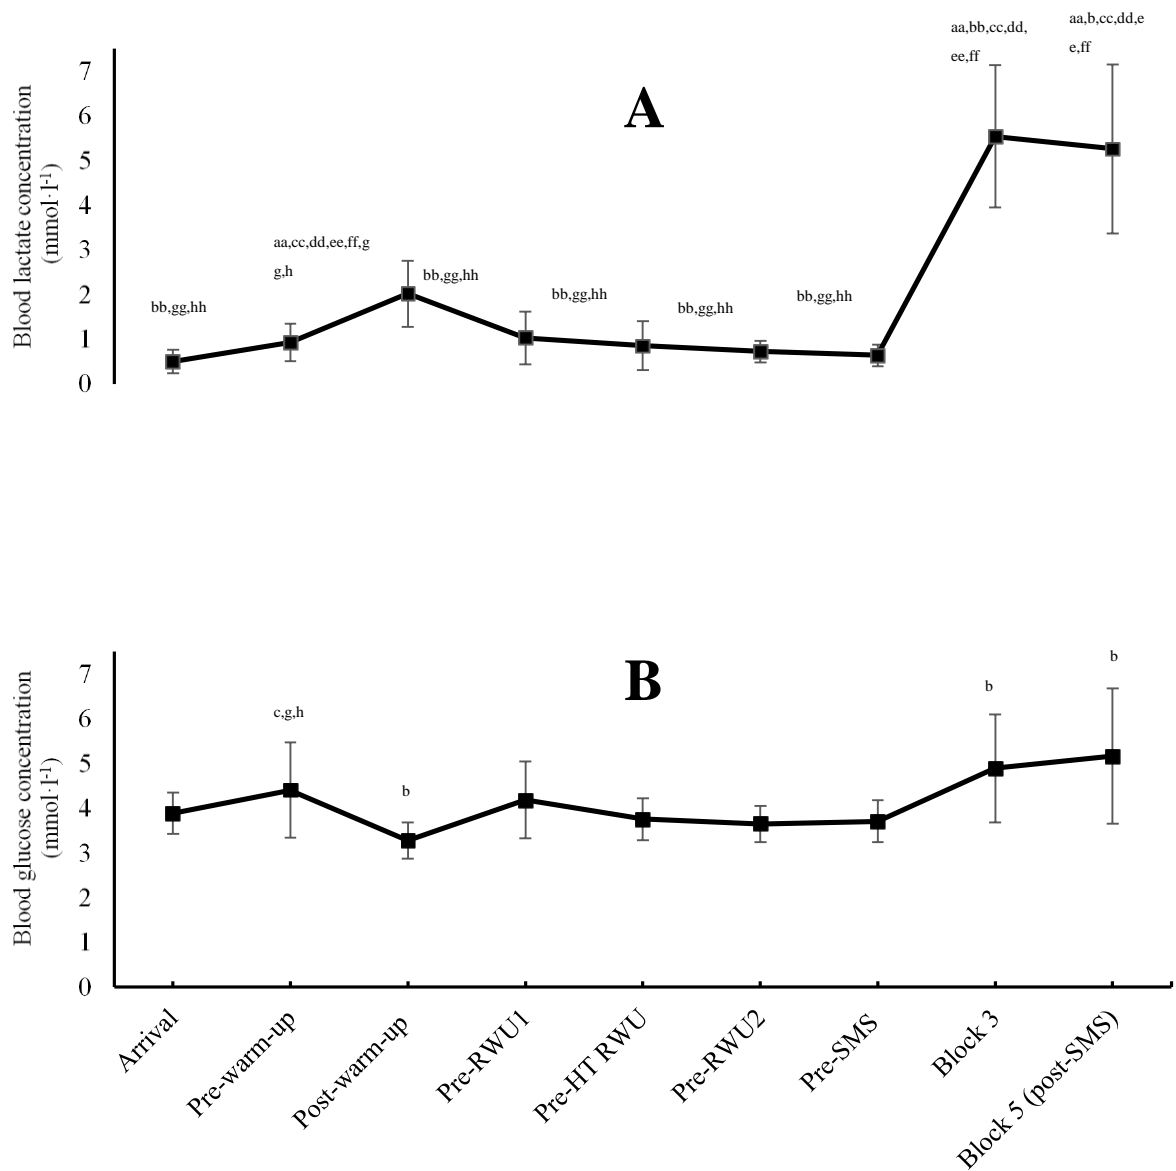 aa,b,cc,dd,e
e,ff
aa,bb,cc,dd,
ee,ff
A
Blood lactate concentration
(mmol·l-1)
7
6
5
4
3
2
1
0
aa,cc,dd,ee,ff,g
g,h
bb,gg,hh
bb,gg,hh
bb,gg,hh
bb,gg,hh
bb,gg,hh
B
Blood glucose concentration
(mmol·l-1)
7
6
5
4
3
2
1
0
c,g,h
b
b
b
Arrival
Pre-warm-up
Post-warm-up
Pre-RWU1
Pre-HT RWU
Pre-RWU2
Pre-SMS
Block 3
Block 5 (post-SMS)